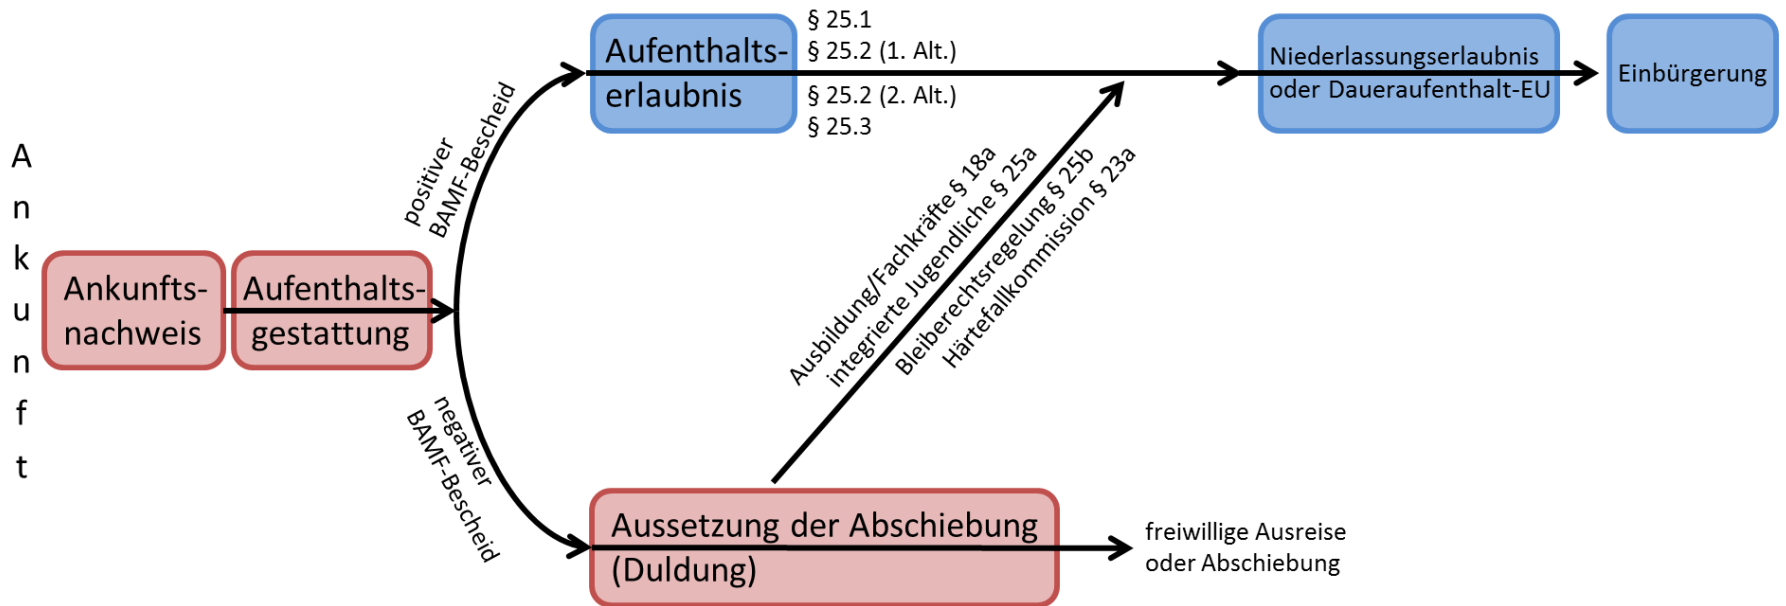 Ankunft
Ankunfts-
nachweis
Aufenthalts-
gestattung
positiver
BAMF-Bescheid
negativer
BAMF-Bescheid
Aufenthalts-
erlaubnis
§ 25.1
§ 25.2 (1. Alt.)
§ 25.2 (2. Alt.)
§ 25.3
Ausbildung/Fachkräfte § 18a
integrierte Jugendliche § 25a
Bleiberechtsregelung § 25b
Härtefallkommission § 23a
Niederlassungserlaubnis
oder Daueraufenthalt-EU
Einbürgerung
Aussetzung der Abschiebung
(Duldung)
freiwillige Ausreise
oder Abschiebung